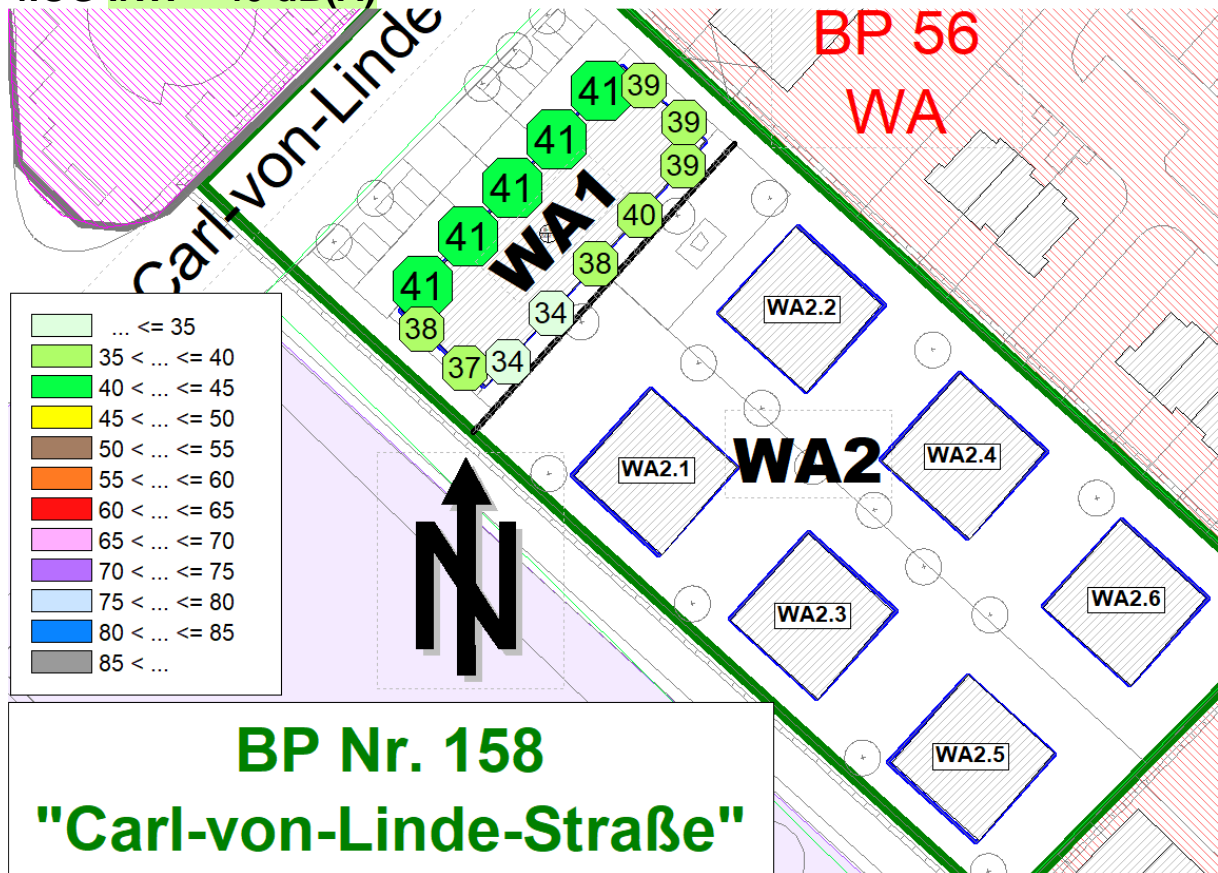 BP 56
WA
Carl-von-Linde
41
39
41
39
41
39
WA1
40
41
38
41
34
38
34
37
... <= 35
35 < ... <= 40
40 < ... <= 45
45 < ... <= 50
50 < ... <= 55
55 < ... <= 60
60 < ... <= 65
65 < ... <= 70
70 < ... <= 75
75 < ... <= 80
80 < ... <= 85
85 < ...
WA2.2
WA2
WA2.1
WA2.4
WA2.3
WA2.6
WA2.5
N
BP Nr. 158
"Carl-von-Linde-Straße"